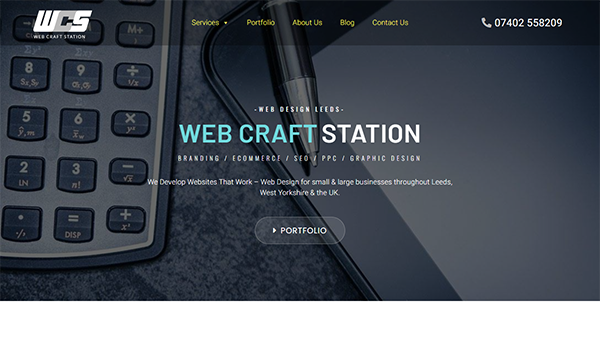 WCS
WEB CRAFT STATION
Services
Portfolio
About Us
Blog
Contact Us
07402 558209
-WEB DESIGN LEEDS-
WEB CRAFT STATION
BRANDING / ECOMMERCE / SEO / PPC / GRAPHIC DESIGN
We Develop Websites That Work – Web Design for small & large businesses throughout Leeds,
West Yorkshire & the UK.
PORTFOLIO
M+
8
9
÷
5
6
×
2
3
−
LN
=
+
DISP